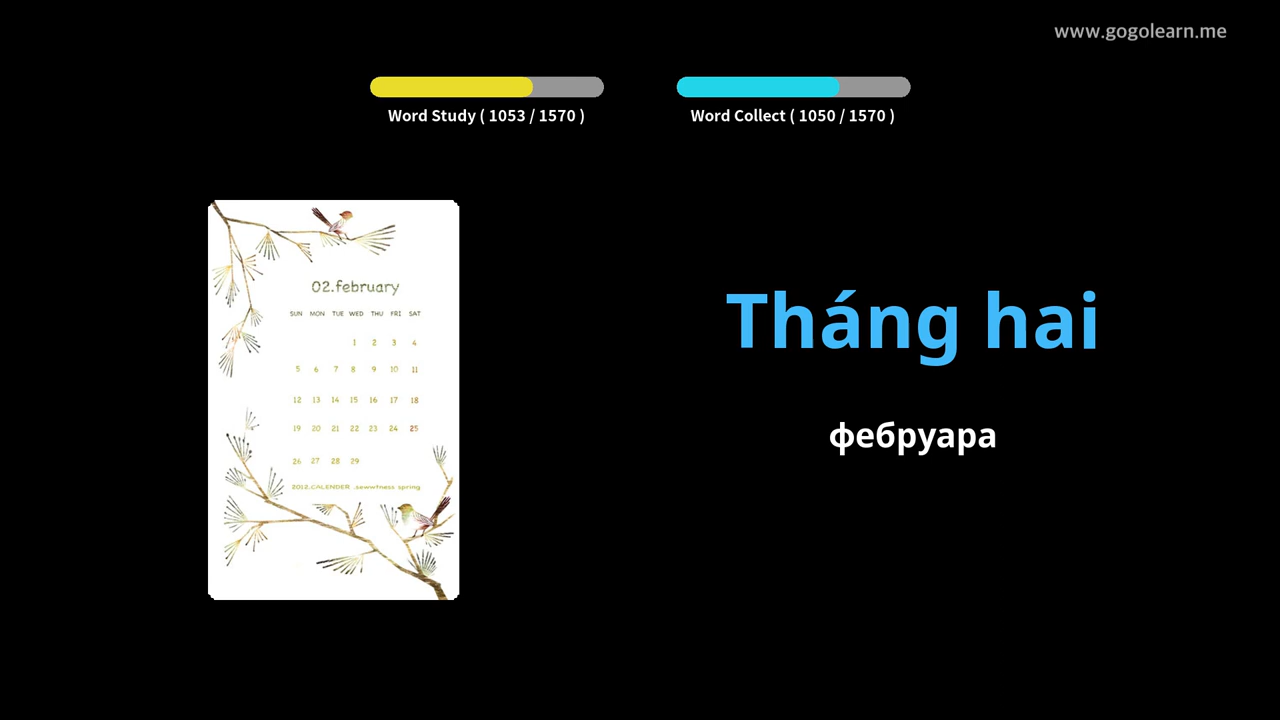 www.gogolearn.me
Word Study ( 1053 / 1570 )
Word Collect ( 1050 / 1570 )
02.february
SUN MON TUE WED THU FRI SAT
1 2 3 4
5 6 7 8 9 10 11
12 13 14 15 16 17 18
19 20 21 22 23 24 25
26 27 28 29
2012.CALENDER .sewwtness spring
Tháng hai
фебруара